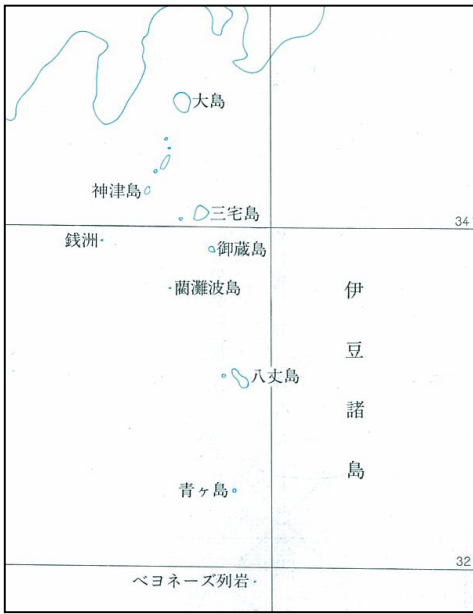 大島
神津島
三宅島
34
銭洲
御蔵島
藺灘波島
伊豆諸島
八丈島
青ヶ島
32
ベヨネーズ列岩